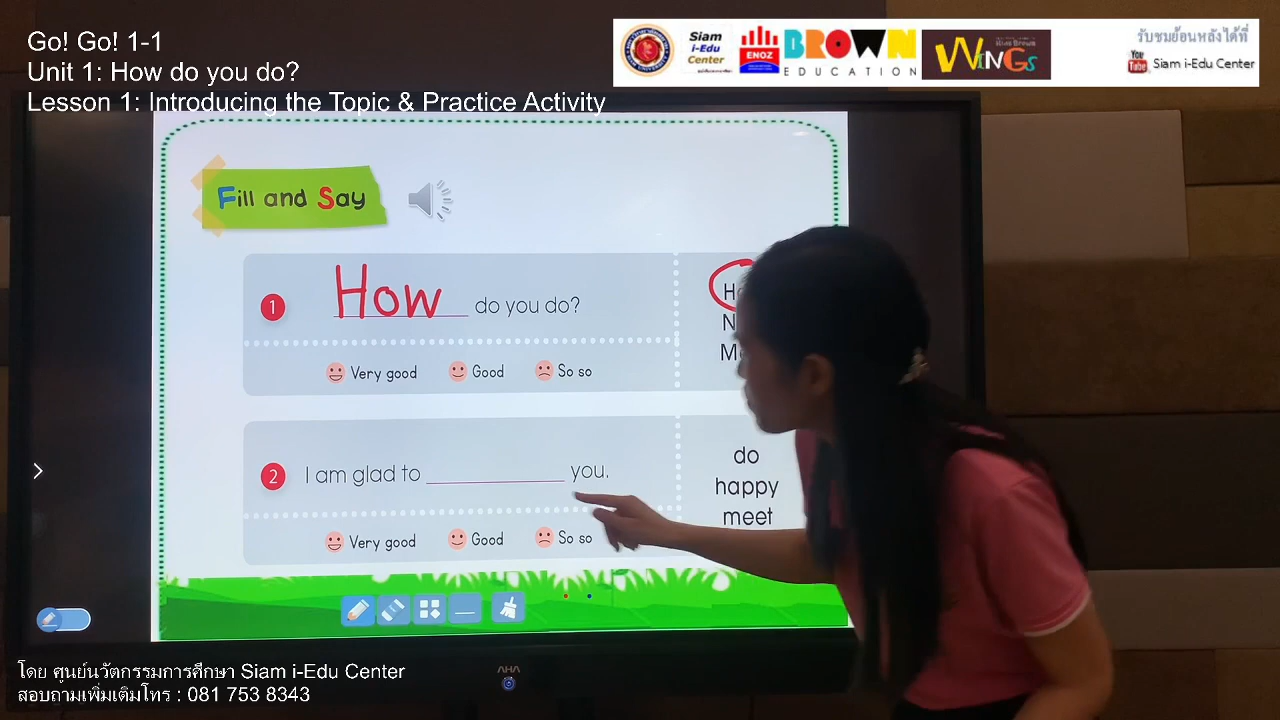 Go! Go! 1-1
Unit 1: How do you do?
Lesson 1: Introducing the Topic & Practice Activity
Siam
i-Edu
Center
ENOZ
BROWN
EDUCATION
WINGS
รับชมย้อนหลังได้ที่
You
Tube
Siam i-Edu Center
Fill and Say
1 How do you do?
Very good Good So so
2 I am glad to ________ you.
Very good Good So so
do
happy
meet
โดย ศูนย์นวัตกรรมการศึกษา Siam i-Edu Center
สอบถามเพิ่มเติมโทร : 081 753 8343